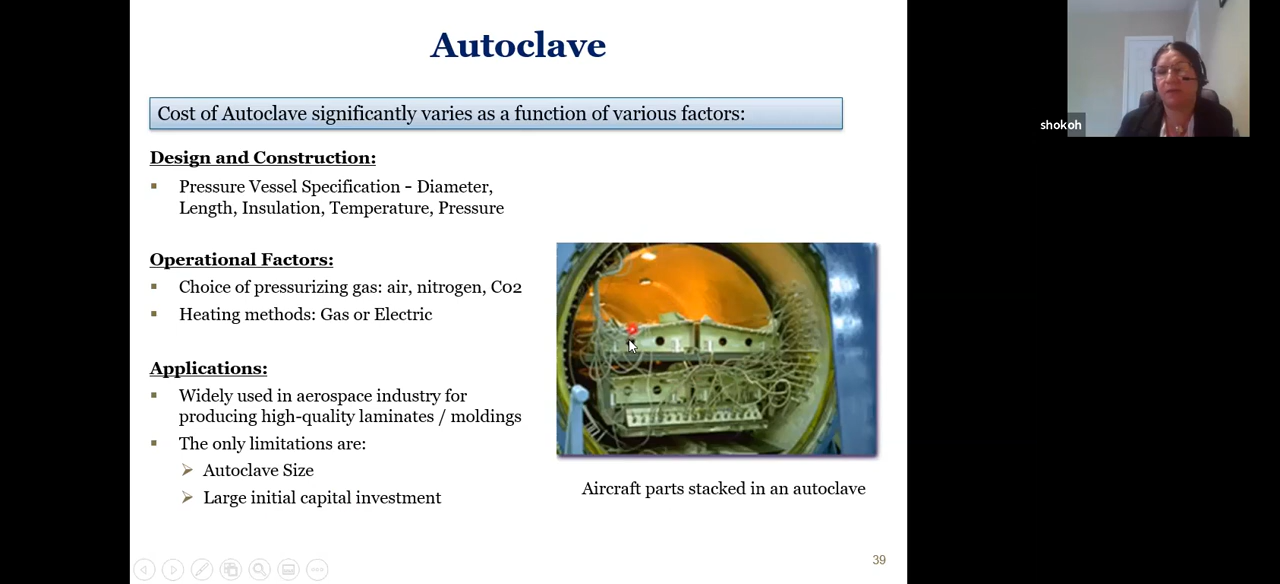 Autoclave
Cost of Autoclave significantly varies as a function of various factors:
Design and Construction:
▪ Pressure Vessel Specification - Diameter,
Length, Insulation, Temperature, Pressure
Operational Factors:
▪ Choice of pressurizing gas: air, nitrogen, C02
▪ Heating methods: Gas or Electric
Applications:
▪ Widely used in aerospace industry for
producing high-quality laminates / moldings
▪ The only limitations are:
➢ Autoclave Size
➢ Large initial capital investment
Aircraft parts stacked in an autoclave
39
shokoh